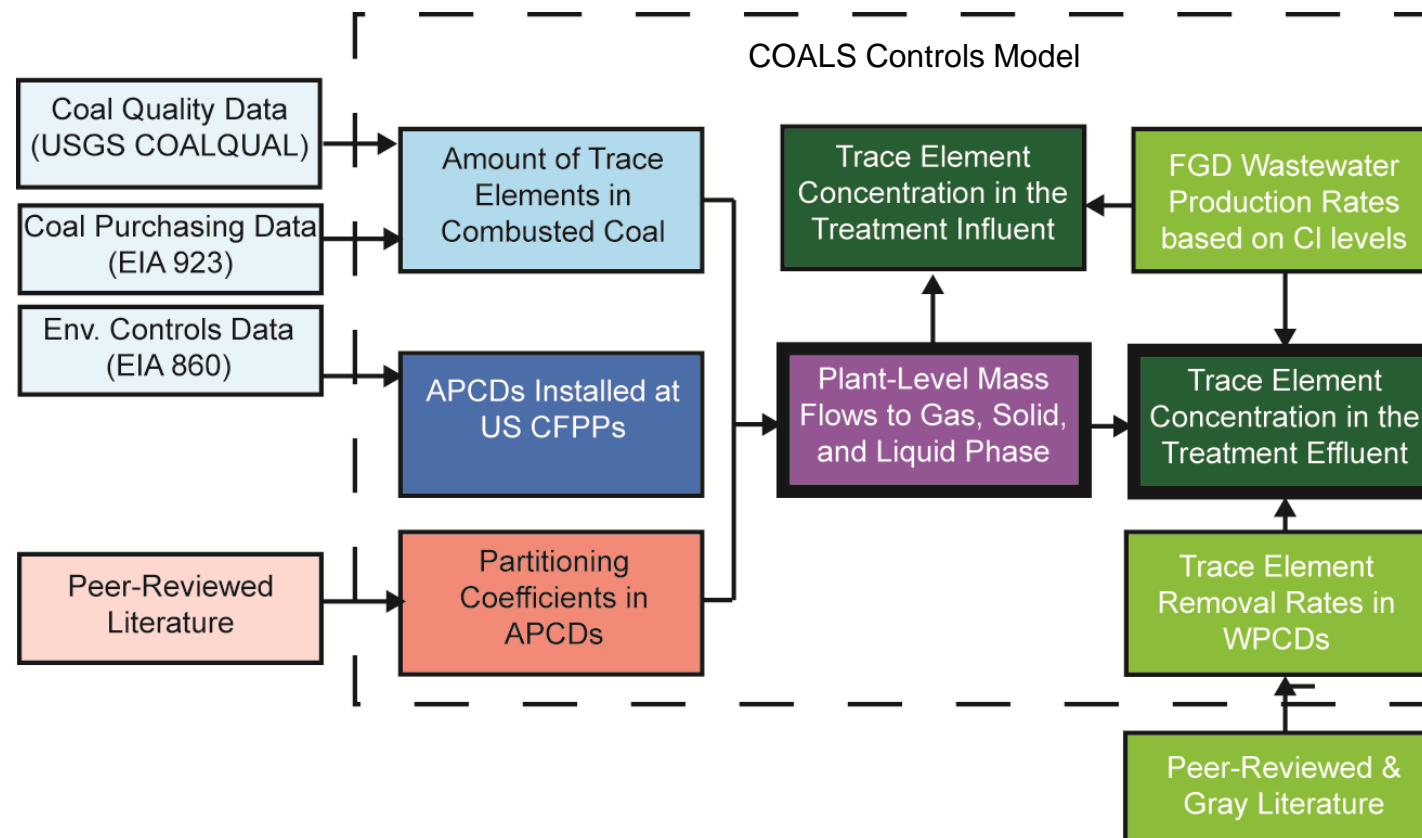 COALS Controls Model
Coal Quality Data
(USGS COALQUAL)
Coal Purchasing Data
(EIA 923)
Env. Controls Data
(EIA 860)
Peer-Reviewed
Literature
Amount of Trace
Elements in
Combusted Coal
APCDs Installed at
US CFPPs
Partitioning
Coefficients in
APCDs
Trace Element
Concentration in the
Treatment Influent
Plant-Level Mass
Flows to Gas, Solid,
and Liquid Phase
FGD Wastewater
Production Rates
based on Cl levels
Trace Element
Concentration in the
Treatment Effluent
Trace Element
Removal Rates in
WPCDs
Peer-Reviewed &
Gray Literature